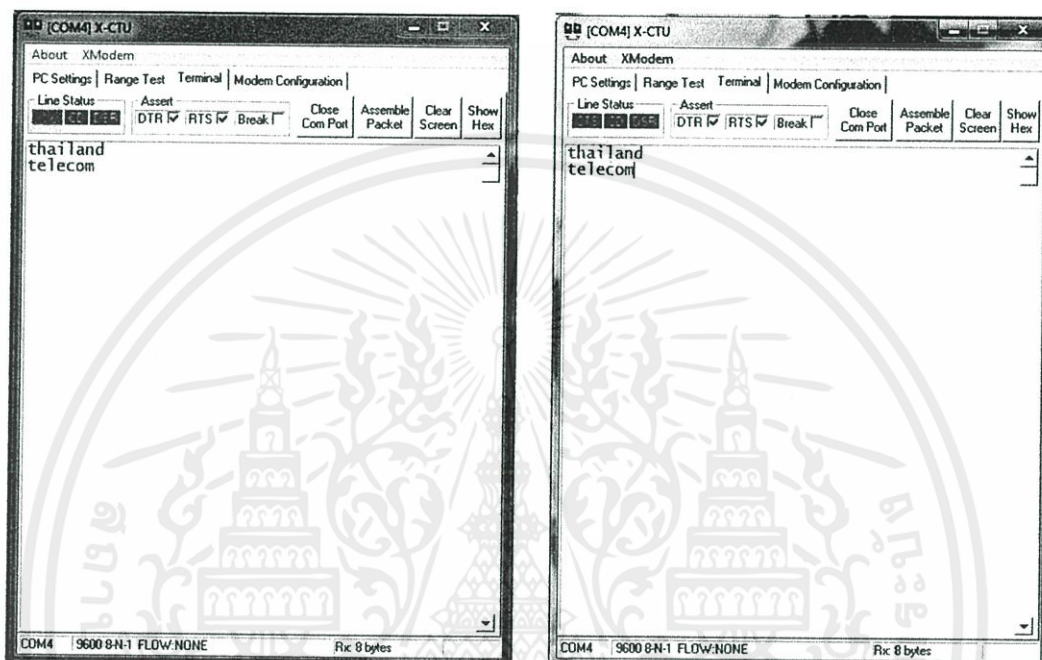 [COM4] X-CTU
About XModem
PC Settings Range Test Terminal Modem Configuration
Line Status
Assert
DTR RTS Break
Close Com Port
Assemble Packet
Clear Screen
Show Hex
thailand
telecom
COM4 9600 8-N-1 FLOW:NONE Rx: 8 bytes
[COM4] X-CTU
About XModem
PC Settings Range Test Terminal Modem Configuration
Line Status
CTS CD DSR
Assert
DTR RTS Break
Close Com Port
Assemble Packet
Clear Screen
Show Hex
thailand
telecom
COM4 9600 8-N-1 FLOW:NONE Rx: 8 bytes